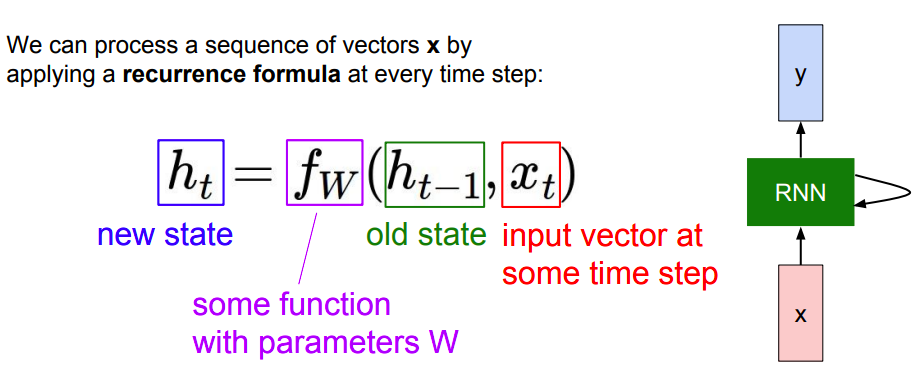 We can process a sequence of vectors x by
applying a recurrence formula at every time step:
h_t = f_W(h_{t-1}, x_t)
new state
old state
input vector at
some time step
some function
with parameters W
y
RNN
x